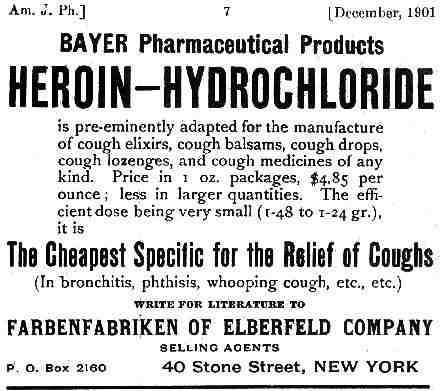 Am. J. Ph.] 7 [December, 1901
BAYER Pharmaceutical Products
HEROIN—HYDROCHLORIDE
is pre-eminently adapted for the manufacture
of cough elixirs, cough balsams, cough drops,
cough lozenges, and cough medicines of any
kind. Price in 1 oz. packages, $4.85 per
ounce; less in larger quantities. The effi-
cient dose being very small (1-48 to 1-24 gr.),
it is
The Cheapest Specific for the Relief of Coughs
(In bronchitis, phthisis, whooping cough, etc., etc.)
WRITE FOR LITERATURE TO
FARBENFABRIKEN OF ELBERFELD COMPANY
SELLING AGENTS
P. O. Box 2160 40 Stone Street, NEW YORK